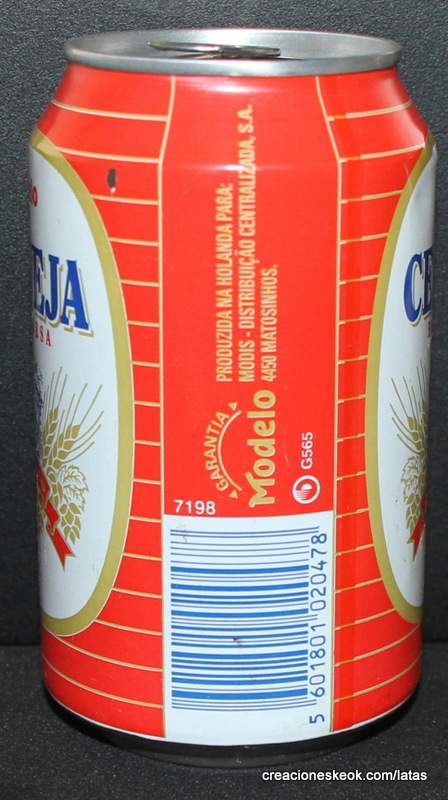 EJA
CE
PRODUZIDA NA HOLANDA PARA:
MODIS - DISTRIBUIÇÃO CENTRALIZADA, S.A.
4450 MATOSINHOS.
GARANTIA
Modelo
G565
7198
5 601801 020478
creacioneskeok.com/latas